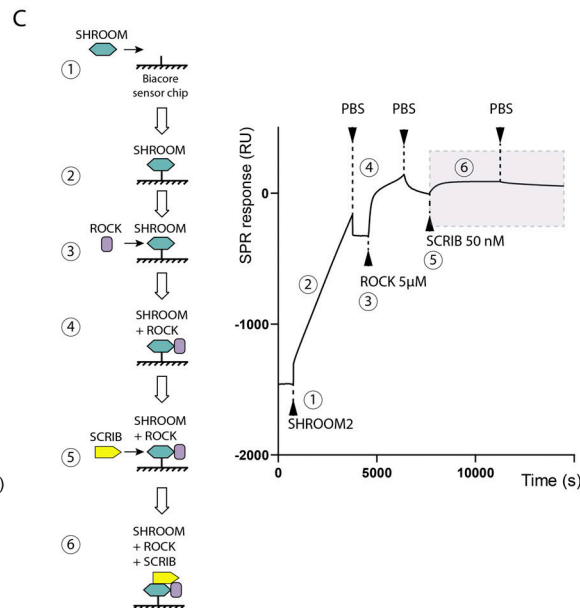 C
SHROOM
①
Biacore
sensor chip
SHROOM
②
ROCK
SHROOM
③
SHROOM
+ ROCK
④
SCRIB
SHROOM
+ ROCK
⑤
)
SHROOM
+ ROCK
+ SCRIB
⑥
SPR response (RU)
0
-1000
-2000
0
5000
10000
Time (s)
PBS
PBS
PBS
④
⑥
②
SCRIB 50 nM
⑤
ROCK 5µM
③
①
SHROOM2